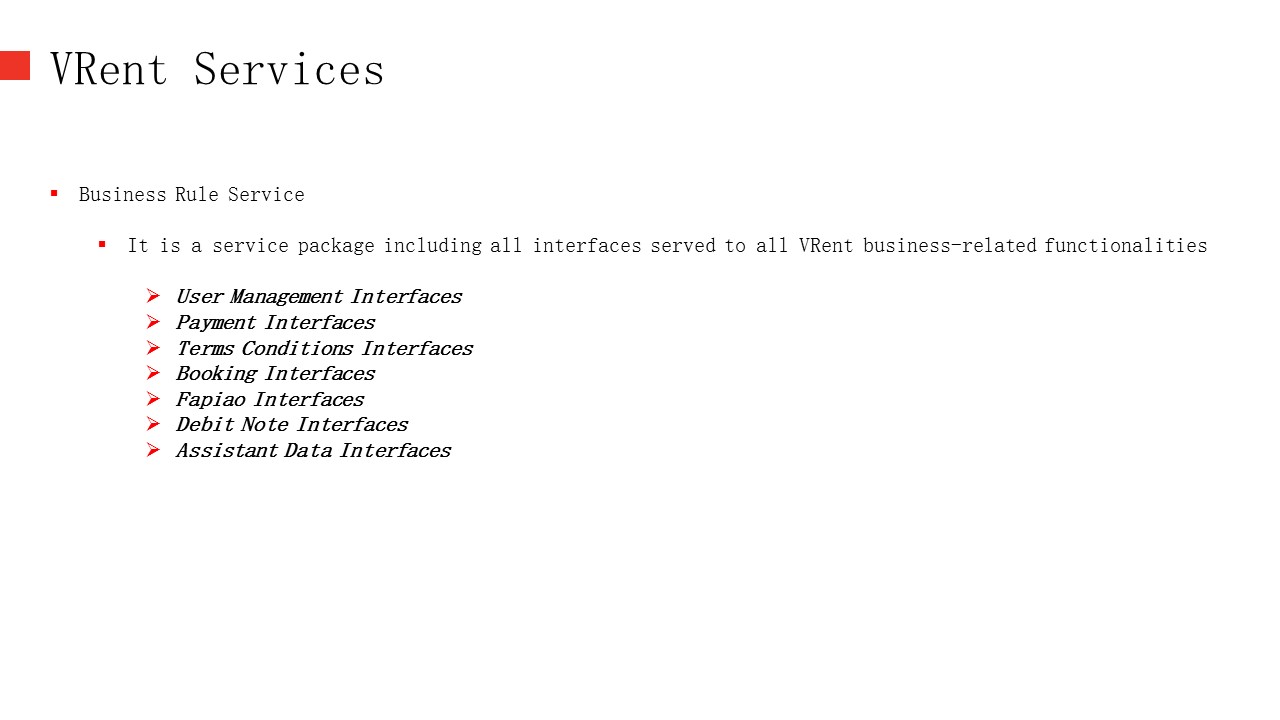 VRent Services
Business Rule Service
It is a service package including all interfaces served to all VRent business-related functionalities
User Management Interfaces
Payment Interfaces
Terms Conditions Interfaces
Booking Interfaces
Fapiao Interfaces
Debit Note Interfaces
Assistant Data Interfaces